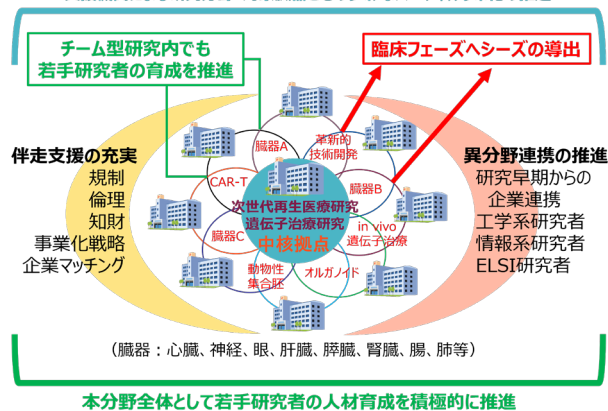 チーム型研究内でも
若手研究者の育成を推進
臨床フェーズへシーズの導出
伴走支援の充実
規制
倫理
知財
事業化戦略
企業マッチング
臓器A
革新的
技術開発
CAR-T
臓器B
次世代再生医療研究
遺伝子治療研究
中核拠点
臓器C
in vivo
遺伝子治療
動物性
集合胚
オルガノイド
異分野連携の推進
研究早期からの
企業連携
工学系研究者
情報系研究者
ELSI研究者
（臓器：心臓、神経、眼、肝臓、膵臓、腎臓、腸、肺等）
本分野全体として若手研究者の人材育成を積極的に推進